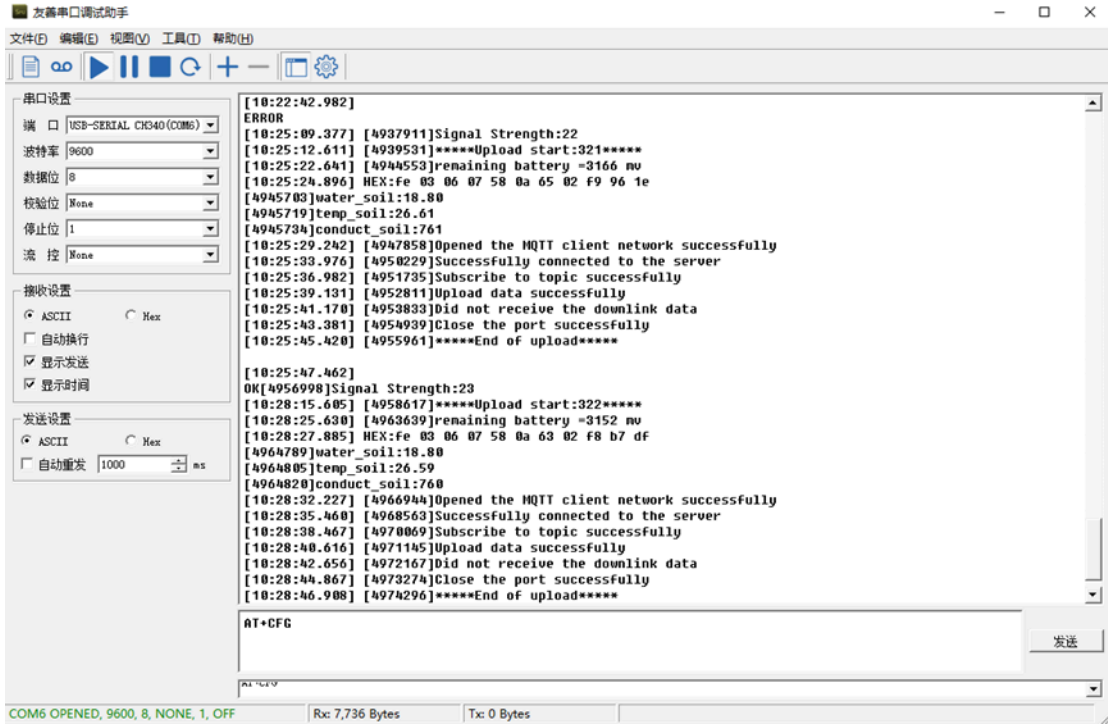 友善串口调试助手
文件(F) 编辑(E) 视图(V) 工具(T) 帮助(H)
串口设置
端 口 USB-SERIAL CH340(COM6)
波特率 9600
数据位 8
校验位 None
停止位 1
流 控 None
接收设置
ASCII Hex
自动换行
显示发送
显示时间
发送设置
ASCII Hex
自动重发 1000 ms
[10:22:42.982]
ERROR
[10:25:09.377] [4937911]Signal Strength:22
[10:25:12.611] [4939531]*****Upload start:321*****
[10:25:22.641] [4944553]remaining battery =3166 mv
[10:25:24.896] HEX:fe 03 06 07 58 0a 65 02 f9 96 1e
[4945703]water_soil:18.80
[4945719]temp_soil:26.61
[4945734]conduct_soil:761
[10:25:29.242] [4947858]Opened the MQTT client network successfully
[10:25:33.976] [4950229]Successfully connected to the server
[10:25:36.982] [4951735]Subscribe to topic successfully
[10:25:39.131] [4952811]Upload data successfully
[10:25:41.170] [4953833]Did not receive the downlink data
[10:25:43.381] [4954939]Close the port successfully
[10:25:45.420] [4955961]*****End of upload*****
[10:25:47.462]
OK[4956998]Signal Strength:23
[10:28:15.605] [4958617]*****Upload start:322*****
[10:28:25.630] [4963639]remaining battery =3152 mv
[10:28:27.885] HEX:fe 03 06 07 58 0a 63 02 f8 b7 df
[4964789]water_soil:18.80
[4964805]temp_soil:26.59
[4964820]conduct_soil:760
[10:28:32.227] [4966944]Opened the MQTT client network successfully
[10:28:35.460] [4968563]Successfully connected to the server
[10:28:38.467] [4970069]Subscribe to topic successfully
[10:28:40.616] [4971145]Upload data successfully
[10:28:42.656] [4972167]Did not receive the downlink data
[10:28:44.867] [4973274]Close the port successfully
[10:28:46.908] [4974296]*****End of upload*****
AT+CFG
发送
COM6 OPENED, 9600, 8, NONE, 1, OFF Rx: 7,736 Bytes Tx: 0 Bytes